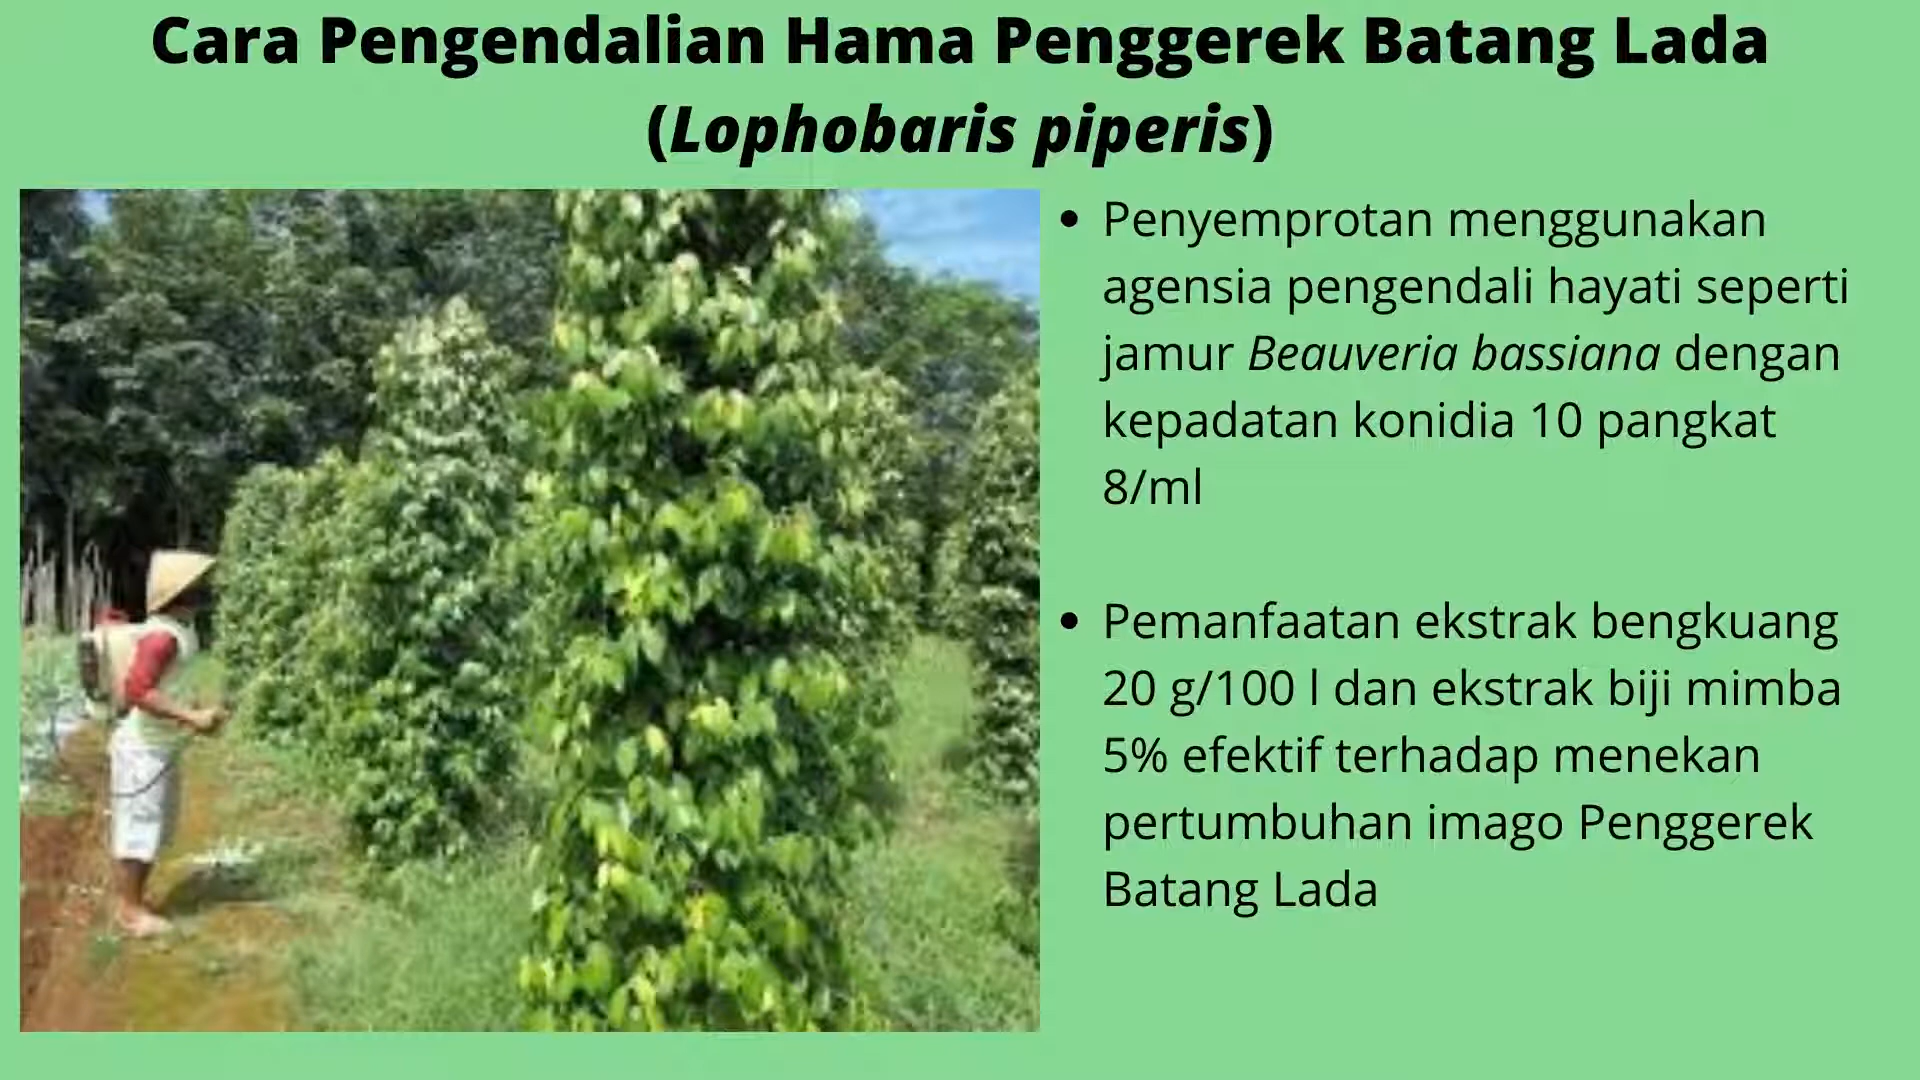 Cara Pengendalian Hama Penggerek Batang Lada
(Lophobaris piperis)
• Penyemprotan menggunakan
agensia pengendali hayati seperti
jamur Beauveria bassiana dengan
kepadatan konidia 10 pangkat
8/ml
• Pemanfaatan ekstrak bengkuang
20 g/100 l dan ekstrak biji mimba
5% efektif terhadap menekan
pertumbuhan imago Penggerek
Batang Lada